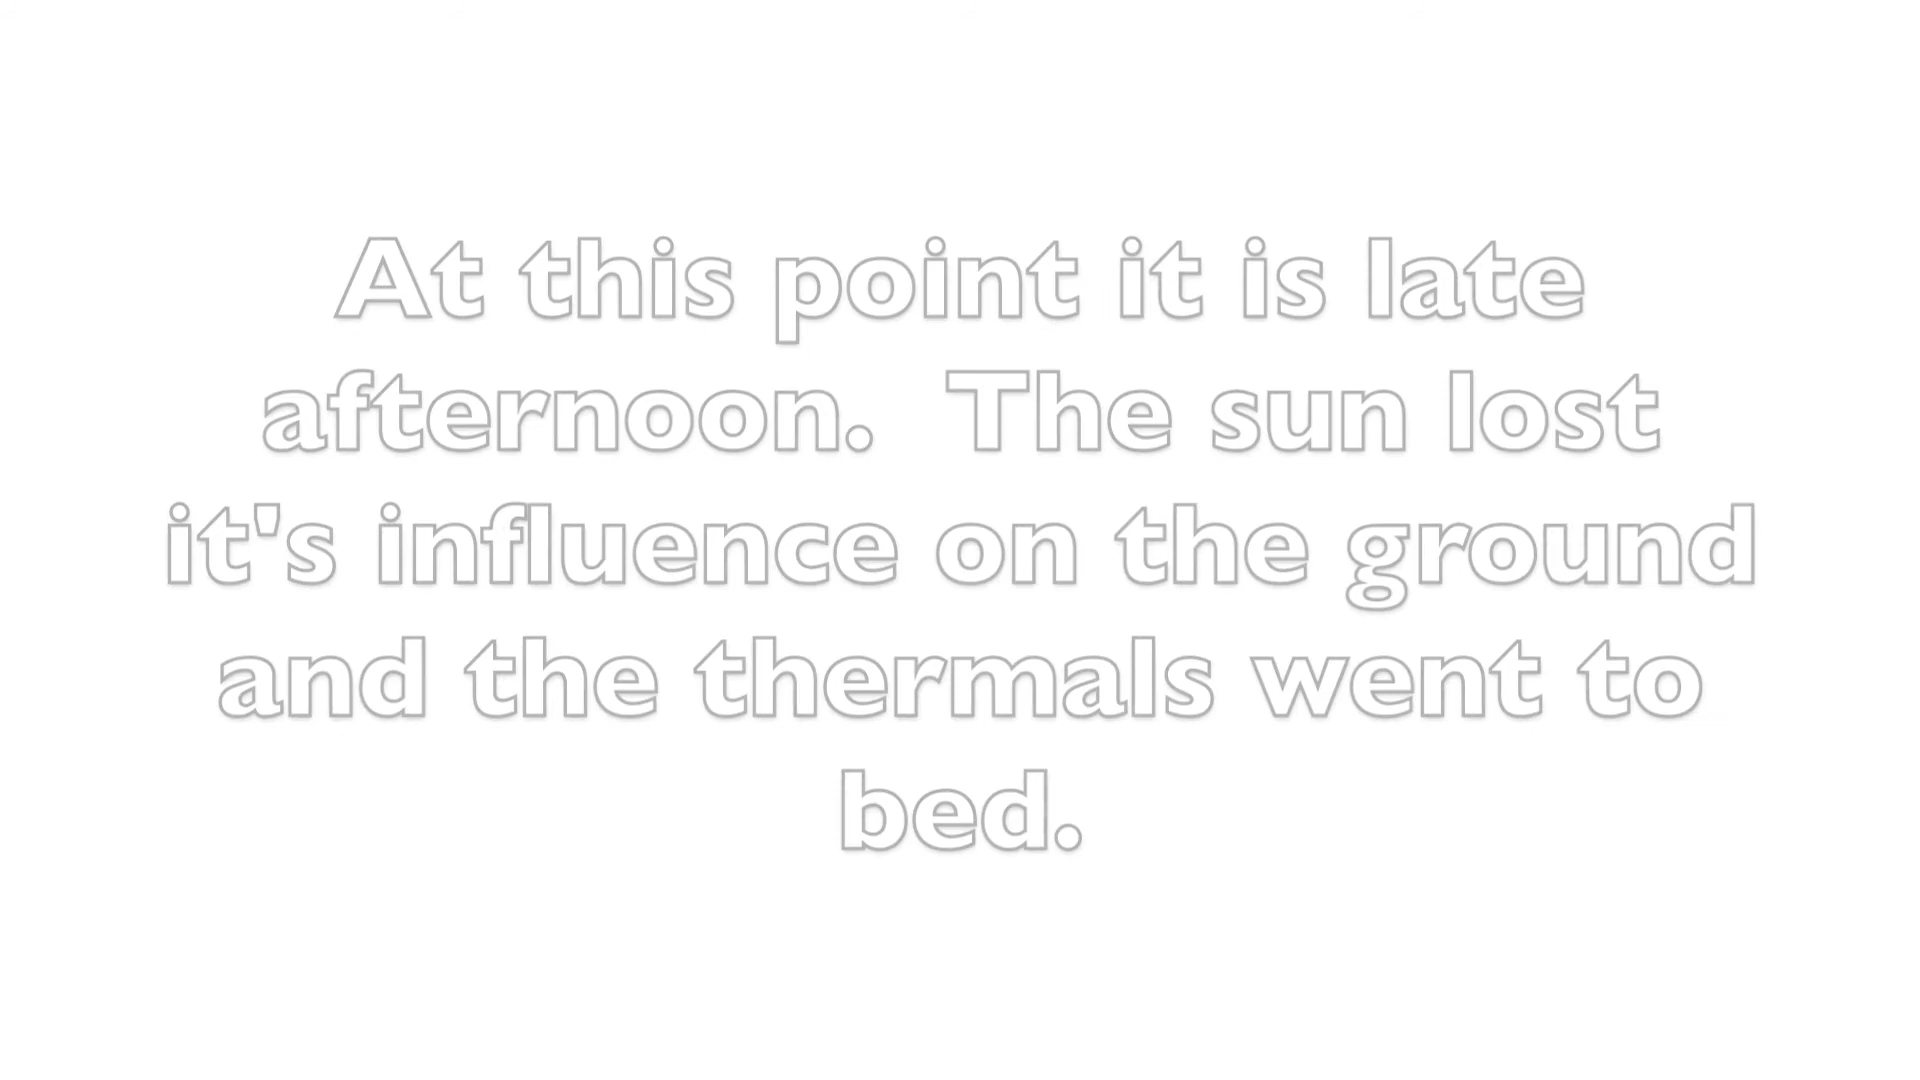 At this point it is late
afternoon.  The sun lost
it's influence on the ground
and the thermals went to
bed.